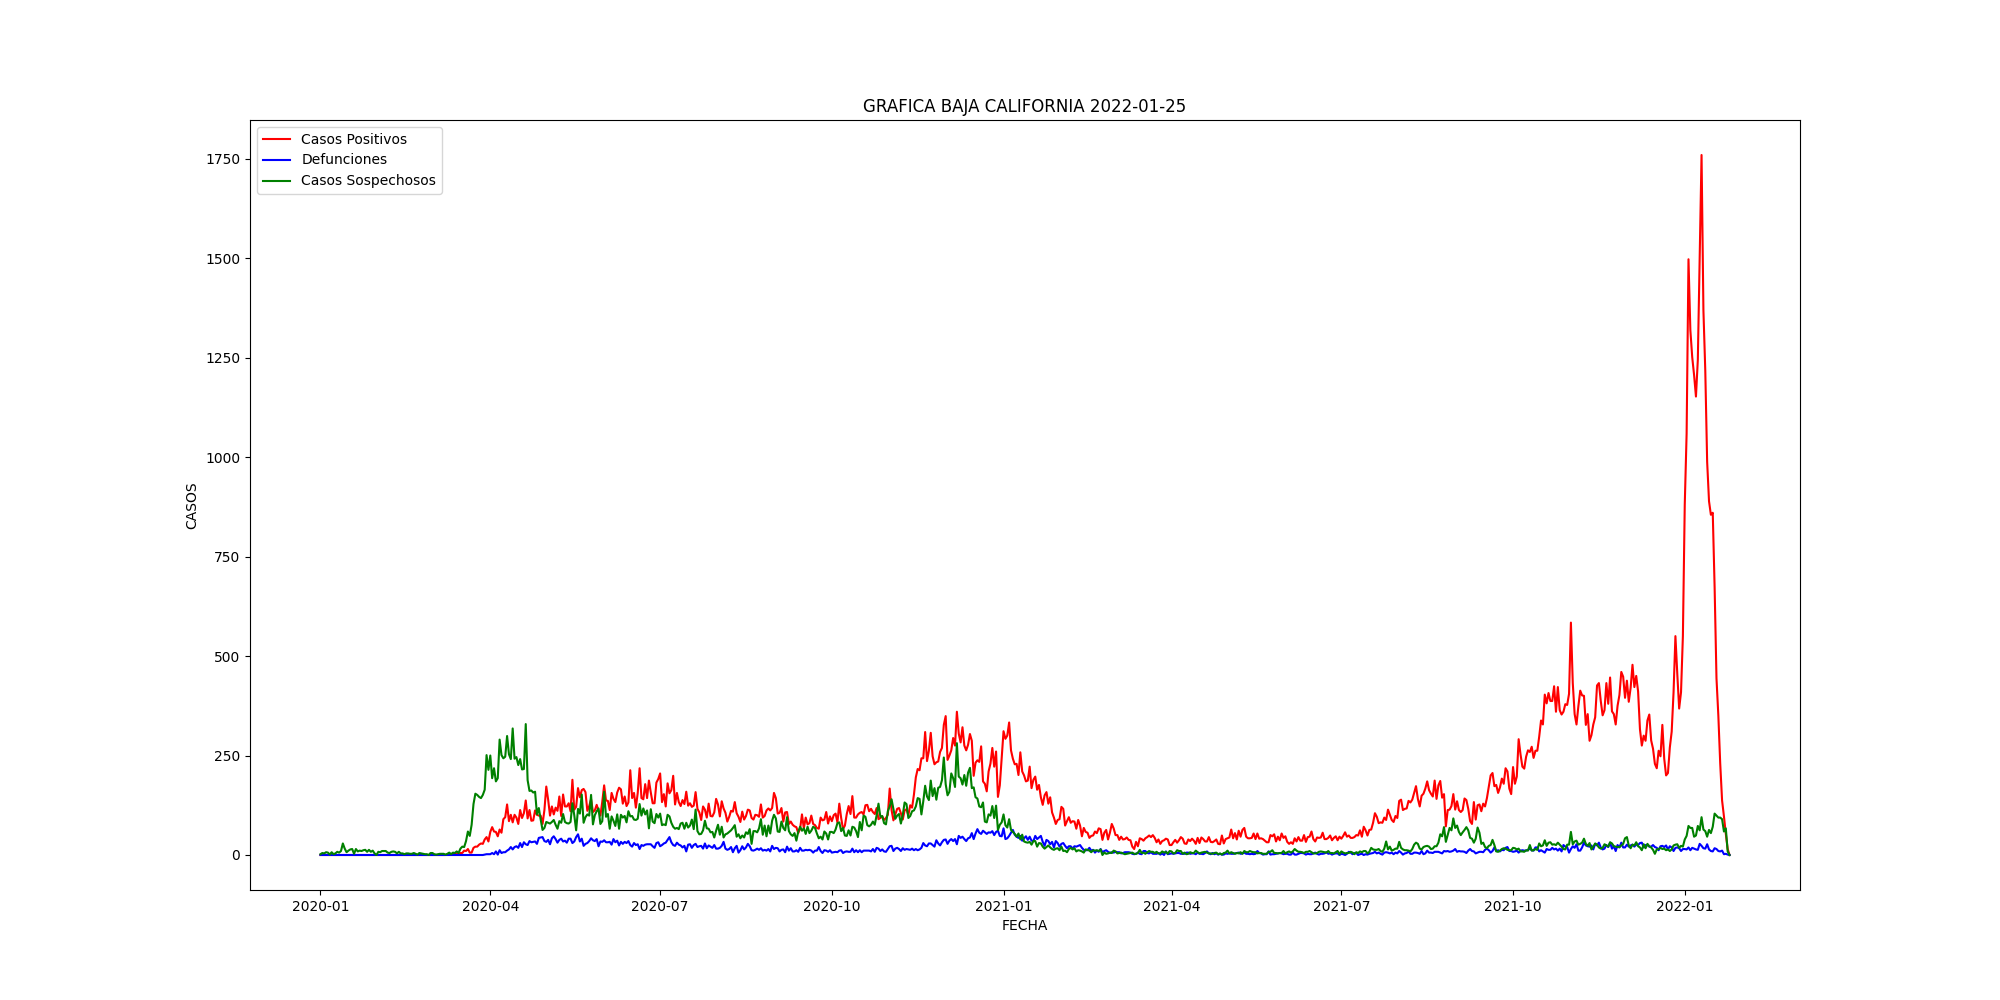 GRAFICA BAJA CALIFORNIA 2022-01-25
Casos Positivos
Defunciones
Casos Sospechosos
1750
1500
1250
1000
750
500
250
0
CASOS
2020-01 2020-04 2020-07 2020-10 2021-01 2021-04 2021-07 2021-10 2022-01
FECHA